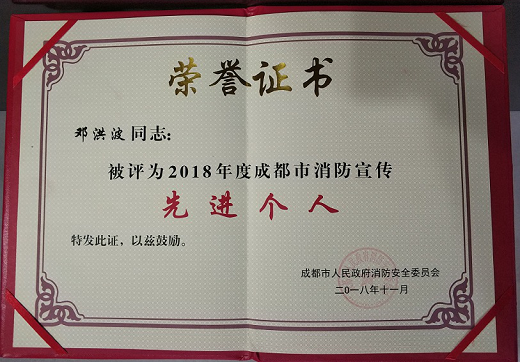 荣誉证书
邓洪波同志：
被评为2018年度成都市消防宣传
先进个人
特发此证，以兹鼓励。
成都市人民政府消防安全委员会
二〇一八年十一月